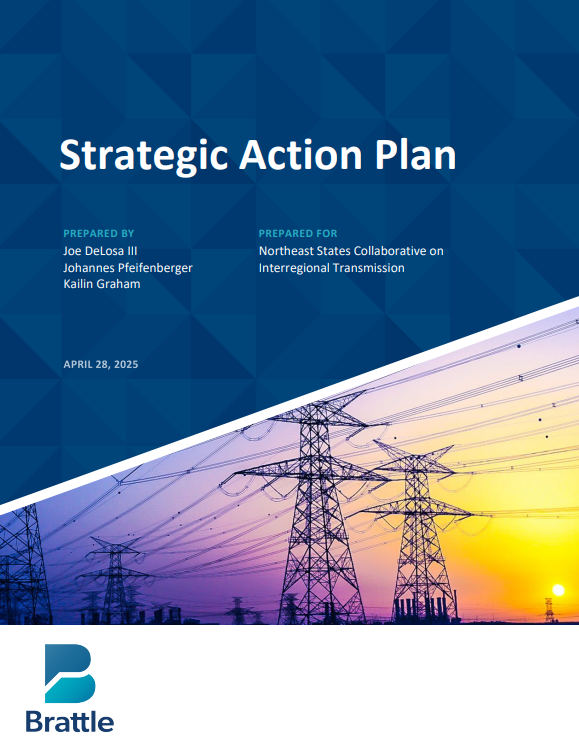 Strategic Action Plan
PREPARED BY
Joe DeLosa III
Johannes Pfeifenberger
Kailin Graham
PREPARED FOR
Northeast States Collaborative on
Interregional Transmission
APRIL 28, 2025
Brattle